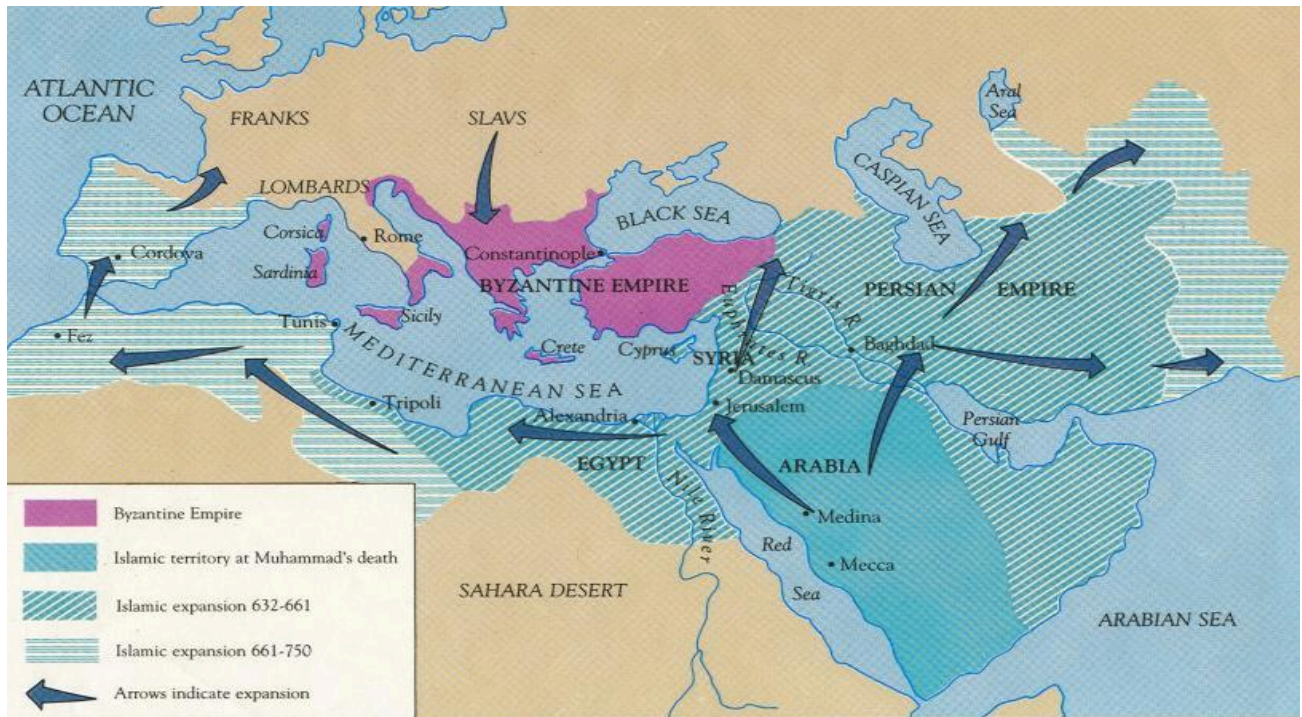 ATLANTIC
OCEAN
FRANKS
SLAVS
Aral
Sea
LOMBARDS
CASPIAN SEA
BLACK SEA
Corsica
Rome
Cordova
Constantinople
Sardinia
BYZANTINE EMPIRE
Euphrates R
Tigris R
PERSIAN
EMPIRE
Sicily
Tunis
Fez
MEDITERRANEAN SEA
Crete
Cyprus
SYRIA
Baghdad
Damascus
Tripoli
Alexandria
Jerusalem
Persian
Gulf
EGYPT
ARABIA
Nile River
Medina
Red
Sea
Mecca
SAHARA DESERT
ARABIAN SEA
Byzantine Empire
Islamic territory at Muhammad's death
Islamic expansion 632-661
Islamic expansion 661-750
Arrows indicate expansion